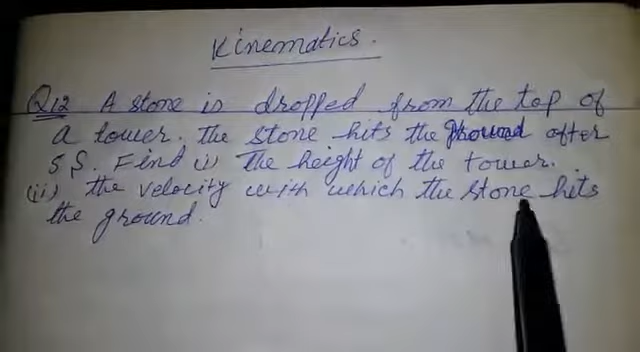 Kinematics.
Q12 A stone is dropped from the top of
a tower. the stone hits the ground after
5 S. Find i) the height of the tower.
(ii) the velocity with which the stone hits
the ground.